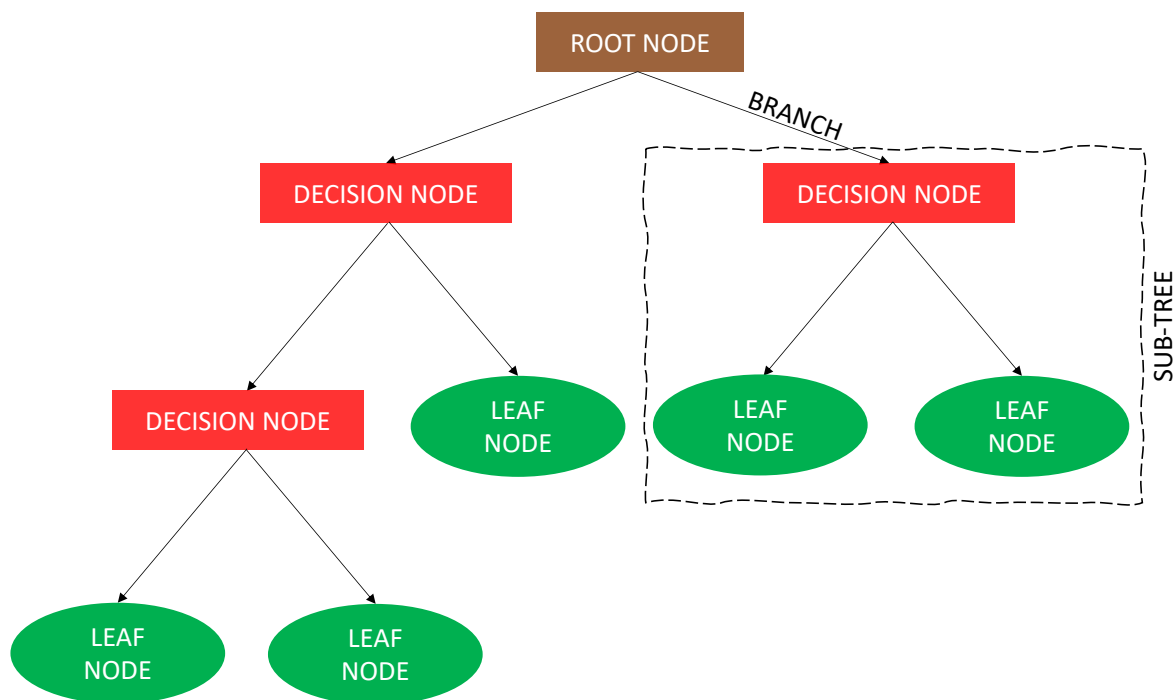 ROOT NODE
BRANCH
DECISION NODE
DECISION NODE
SUB-TREE
DECISION NODE
LEAF
NODE
LEAF
NODE
LEAF
NODE
LEAF
NODE
LEAF
NODE